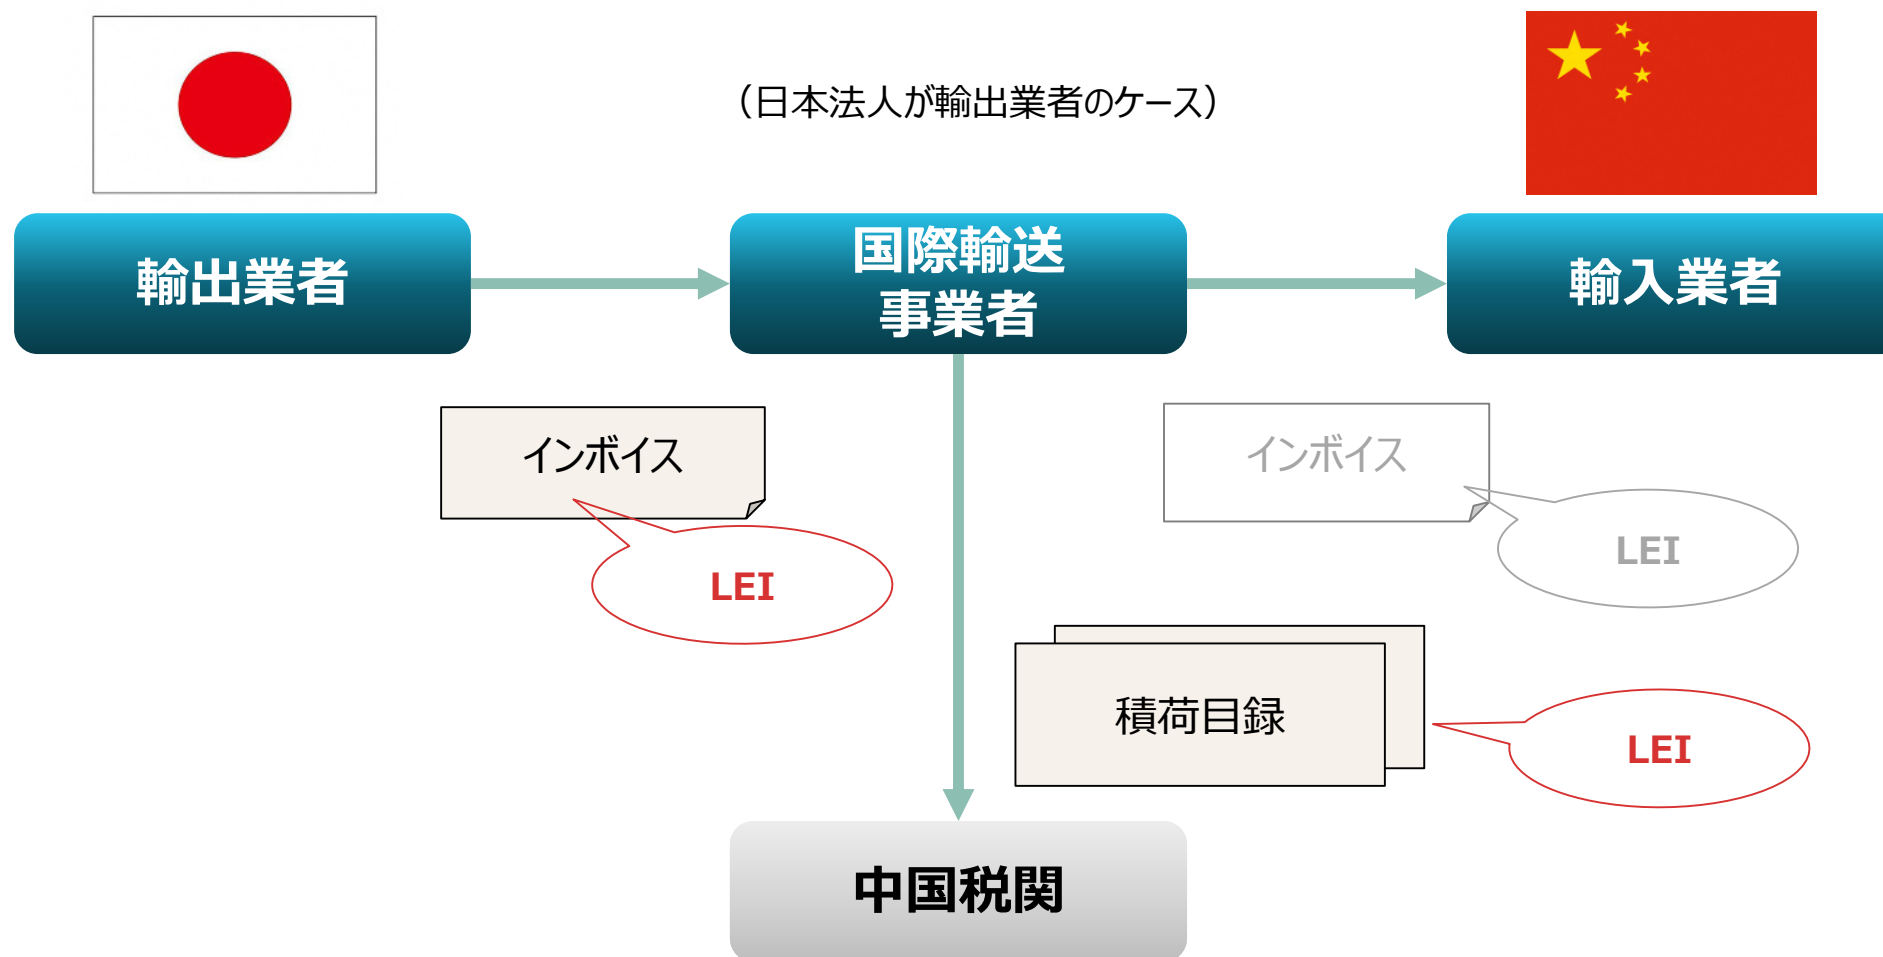 （日本法人が輸出業者のケース）
輸出業者
国際輸送
事業者
輸入業者
インボイス
LEI
インボイス
LEI
積荷目録
LEI
中国税関